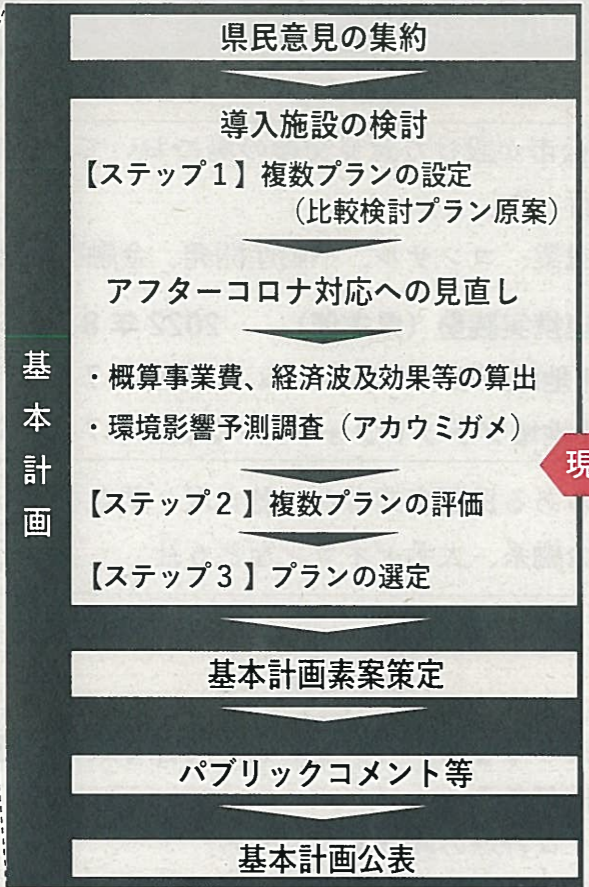 県民意見の集約
導入施設の検討
【ステップ1】複数プランの設定
(比較検討プラン原案)
アフターコロナ対応への見直し
・概算事業費、経済波及効果等の算出
・環境影響予測調査(アカウミガメ)
【ステップ2】複数プランの評価
【ステップ3】プランの選定
基本計画素案策定
パブリックコメント等
基本計画公表
基本計画
現